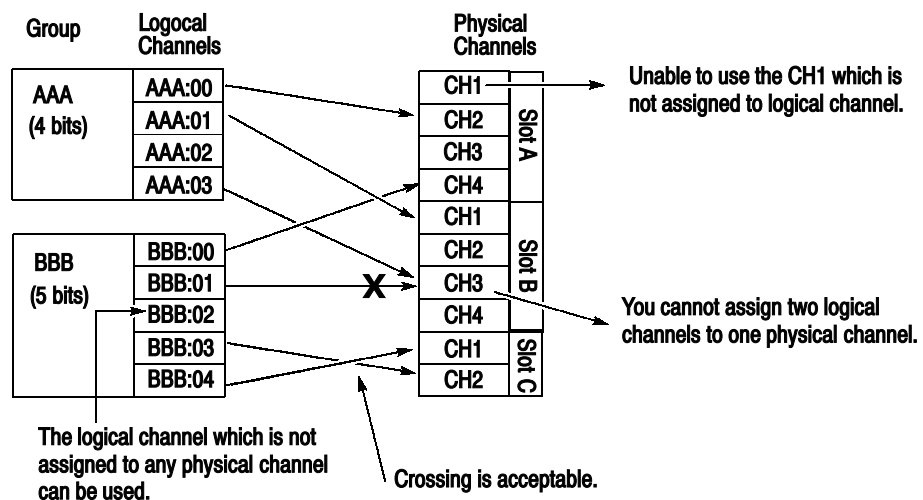 Group
Logocal
Channels
AAA
(4 bits)
AAA:00
AAA:01
AAA:02
AAA:03
BBB
(5 bits)
BBB:00
BBB:01
BBB:02
BBB:03
BBB:04
Physical
Channels
CH1
CH2
CH3
CH4
Slot A
CH1
CH2
CH3
CH4
Slot B
CH1
CH2
Slot C
X
Unable to use the CH1 which is
not assigned to logical channel.
You cannot assign two logical
channels to one physical channel.
The logical channel which is not
assigned to any physical channel
can be used.
Crossing is acceptable.